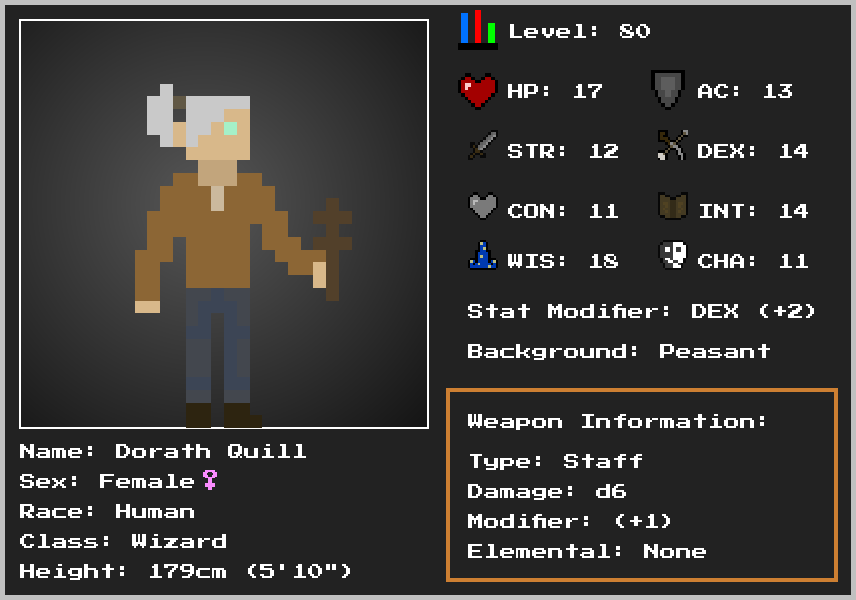 Level: 80
HP: 17
AC: 13
STR: 12
DEX: 14
CON: 11
INT: 14
WIS: 18
CHA: 11
Stat Modifier: DEX (+2)
Background: Peasant
Weapon Information:
Type: Staff
Damage: d6
Modifier: (+1)
Elemental: None
Name: Dorath Quill
Sex: Female♀
Race: Human
Class: Wizard
Height: 179cm (5'10")